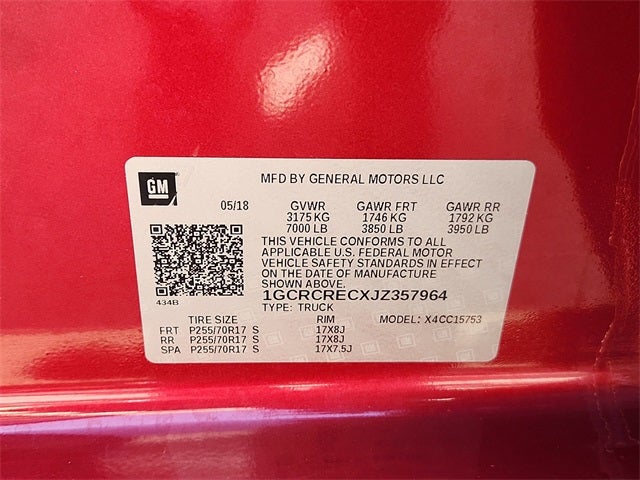 GM
MFD BY GENERAL MOTORS LLC
05/18 GVWR GAWR FRT GAWR RR
3175 KG 1746 KG 1792 KG
7000 LB 3850 LB 3950 LB
THIS VEHICLE CONFORMS TO ALL
APPLICABLE U.S. FEDERAL MOTOR
VEHICLE SAFETY STANDARDS IN EFFECT
ON THE DATE OF MANUFACTURE
SHOWN ABOVE.
434B
1GCRCRECXJZ357964
TYPE: TRUCK
TIRE SIZE RIM MODEL: X4CC15753
FRT P255/70R17 S 17X8J
RR P255/70R17 S 17X8J
SPA P255/70R17 S 17X7.5J